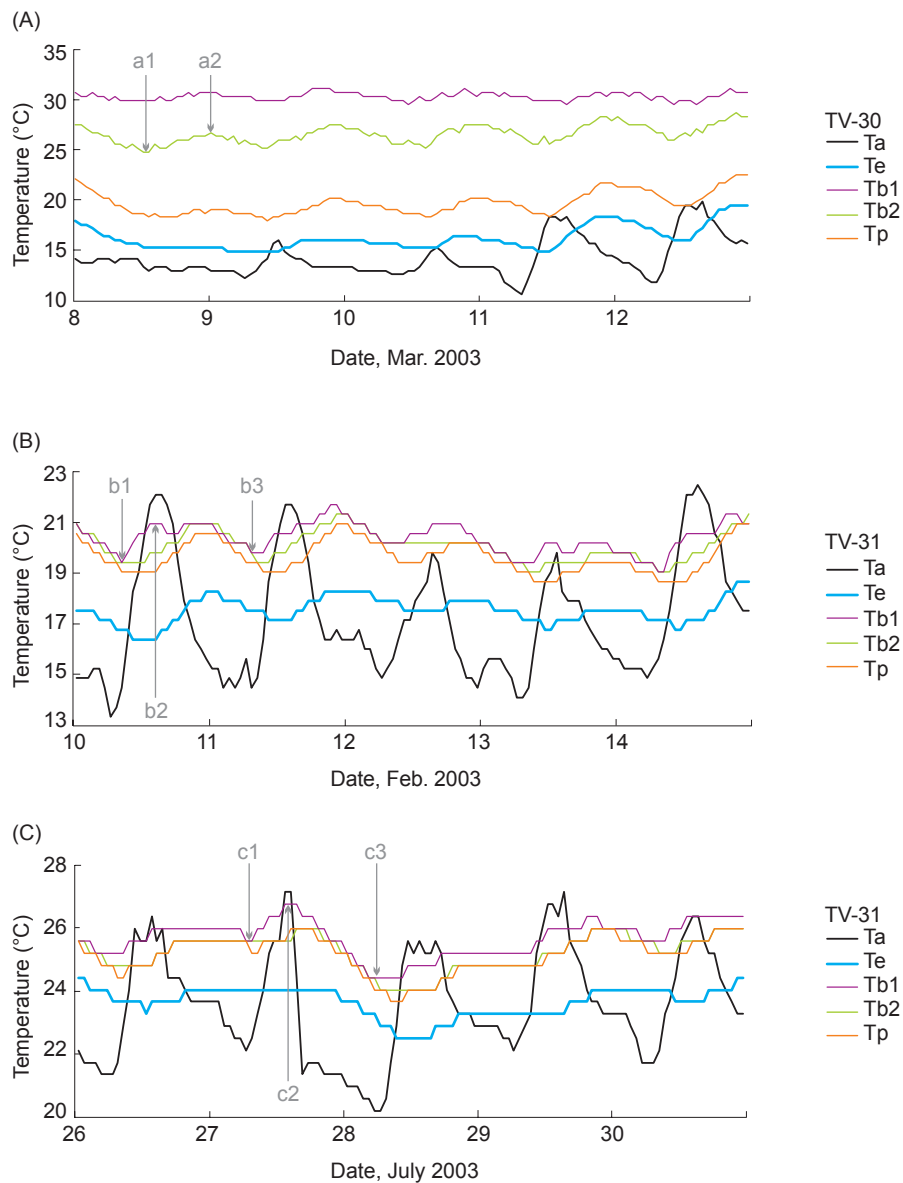 (A)
35
30
25
20
15
10
Temperature (°C)
a1
a2
8
9
10
11
12
Date, Mar. 2003
TV-30
Ta
Te
Tb1
Tb2
Tp
(B)
23
21
19
17
15
13
Temperature (°C)
b1
b3
b2
10
11
12
13
14
Date, Feb. 2003
TV-31
Ta
Te
Tb1
Tb2
Tp
(C)
28
26
24
22
20
Temperature (°C)
c1
c3
c2
26
27
28
29
30
Date, July 2003
TV-31
Ta
Te
Tb1
Tb2
Tp